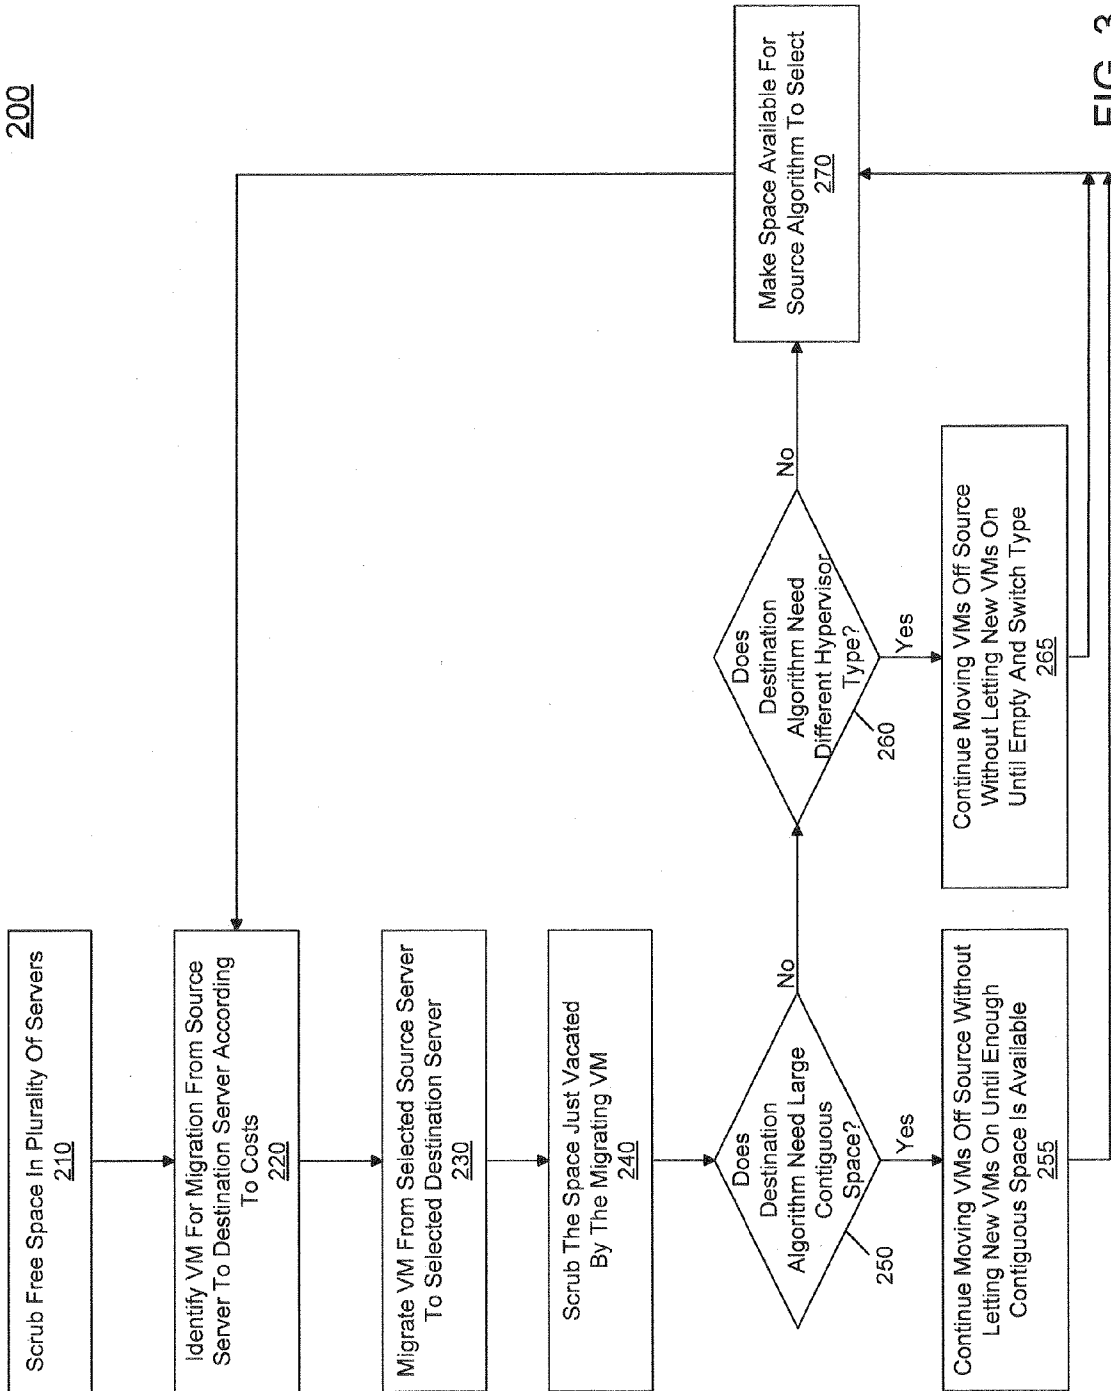 200
Scrub Free Space In Plurality Of Servers
210
Identify VM For Migration From Source
Server To Destination Server According
To Costs
220
Migrate VM From Selected Source Server
To Selected Destination Server
230
Scrub The Space Just Vacated
By The Migrating VM
240
Does
Destination
Algorithm Need Large
Contiguous
Space?
250
No
Yes
Continue Moving VMs Off Source Without
Letting New VMs On Until Enough
Contiguous Space Is Available
255
Does
Destination
Algorithm Need
Different Hypervisor
Type?
260
No
Yes
Continue Moving VMs Off Source
Without Letting New VMs On
Until Empty And Switch Type
265
Make Space Available For
Source Algorithm To Select
270
FIG. 3